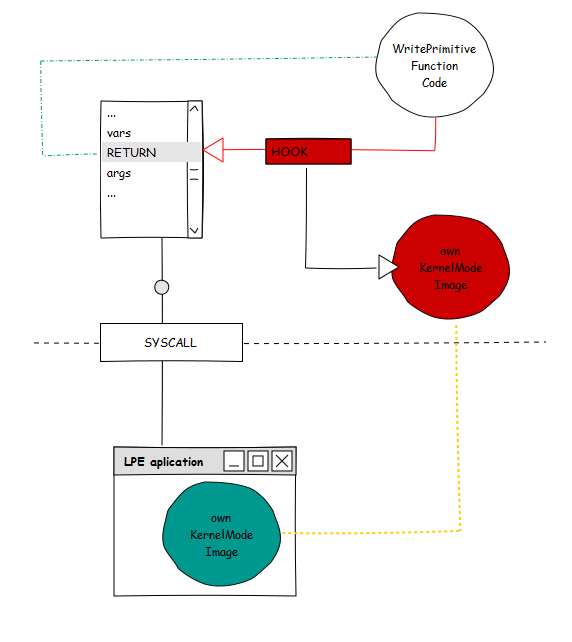 WritePrimitive
Function
Code
...
vars
RETURN
args
...
HOOK
own
KernelMode
Image
SYSCALL
LPE aplication
own
KernelMode
Image